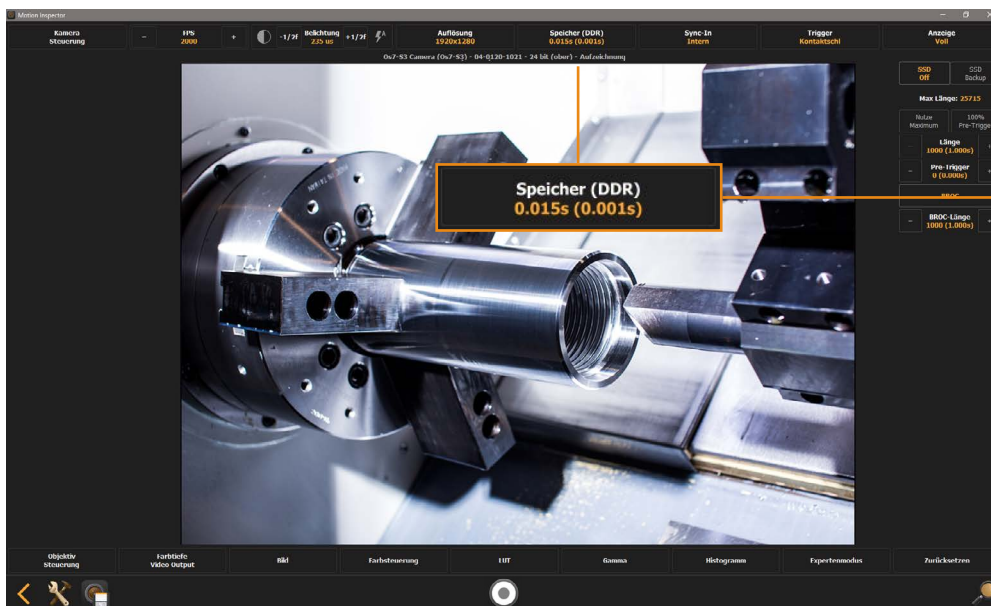 Motion Inspector
Kamera
Steuerung
-
FPS
2000
+
-1/2f
Belichtung
235 us
+1/2f
Auflösung
1920x1280
Speicher (DDR)
0.015s (0.001s)
Sync-In
Intern
Trigger
Kontaktschl
Anzeige
Voll
Os7-S3 Camera (Os7-S3) - 04-0120-1021 - 24 bit (ober) - Aufzeichnung
SSD
Off
SSD
Backup
Max Länge: 25715
Nutze
Maximum
100%
Pre-Trigger
Länge
1000 (1.000s)
-
Pre-Trigger
0 (0.000s)
+
BROC
-
BROC-Länge
1000 (1.000s)
+
Speicher (DDR)
0.015s (0.001s)
Objektiv
Steuerung
Farbtiefe
Video Output
Bild
Farbsteuerung
LUT
Gamma
Histogramm
Expertenmodus
Zurücksetzen